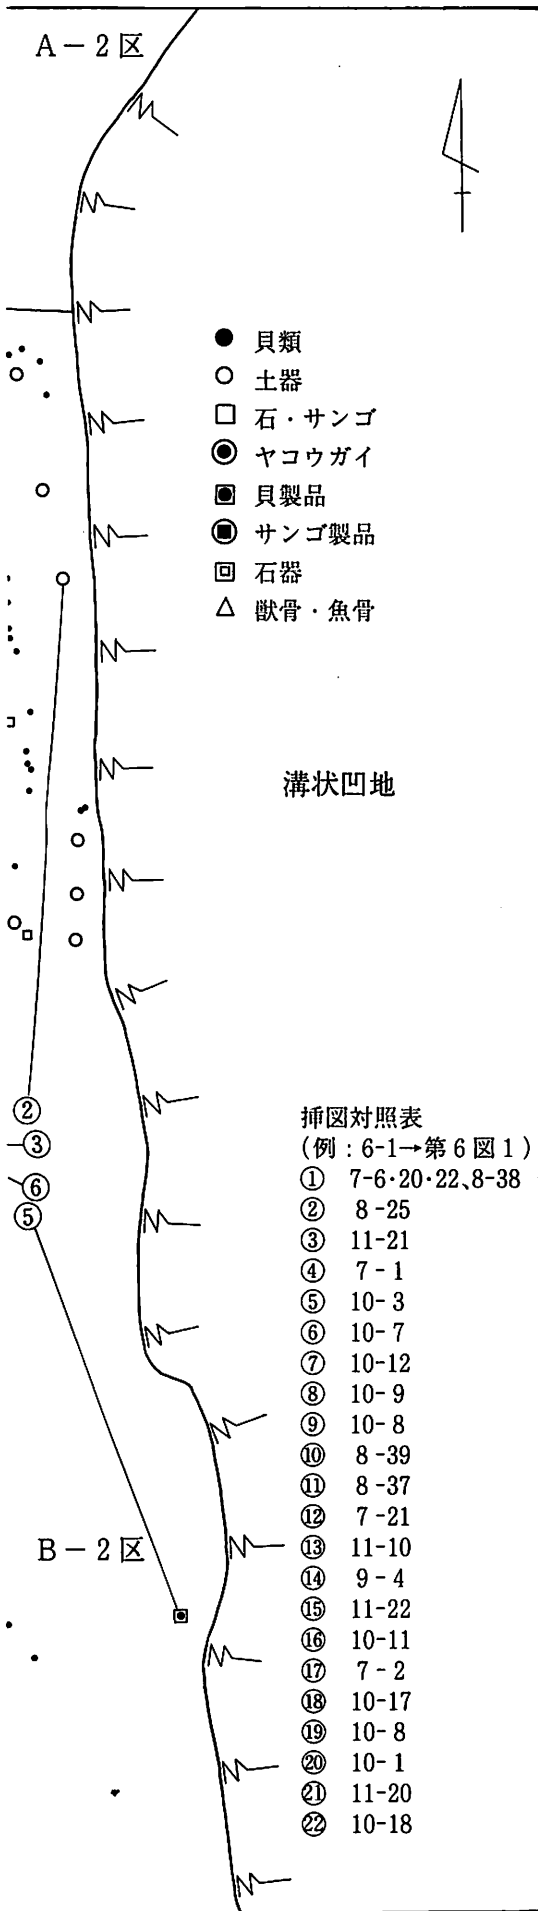 A－2区
貝類
土器
石・サンゴ
ヤコウガイ
貝製品
サンゴ製品
石器
獣骨・魚骨
溝状凹地
②
③
⑥
⑤
B－2区
挿図対照表
(例：6-1→第6図1)
① 7-6・20・22、8-38
② 8-25
③ 11-21
④ 7-1
⑤ 10-3
⑥ 10-7
⑦ 10-12
⑧ 10-9
⑨ 10-8
⑩ 8-39
⑪ 8-37
⑫ 7-21
⑬ 11-10
⑭ 9-4
⑮ 11-22
⑯ 10-11
⑰ 7-2
⑱ 10-17
⑲ 10-8
⑳ 10-1
㉑ 11-20
㉒ 10-18